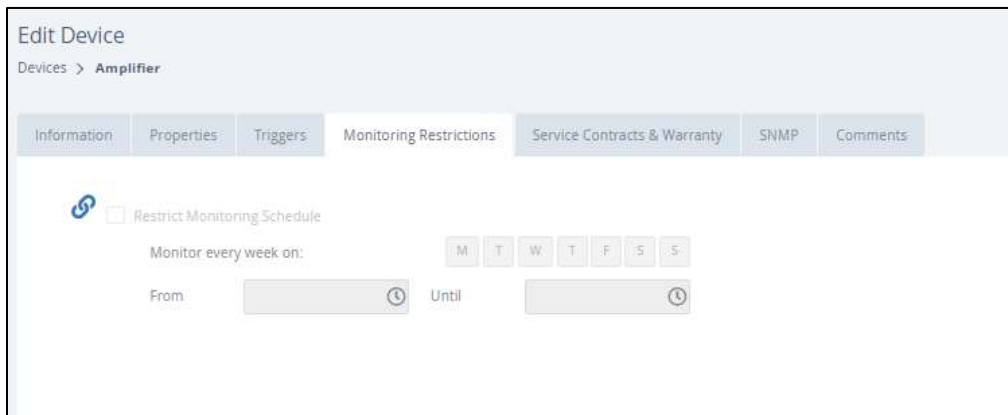 Edit Device
Devices > Amplifier
Information Properties Triggers Monitoring Restrictions Service Contracts & Warranty SNMP Comments
Restrict Monitoring Schedule
Monitor every week on: M T W T F S S
From Until